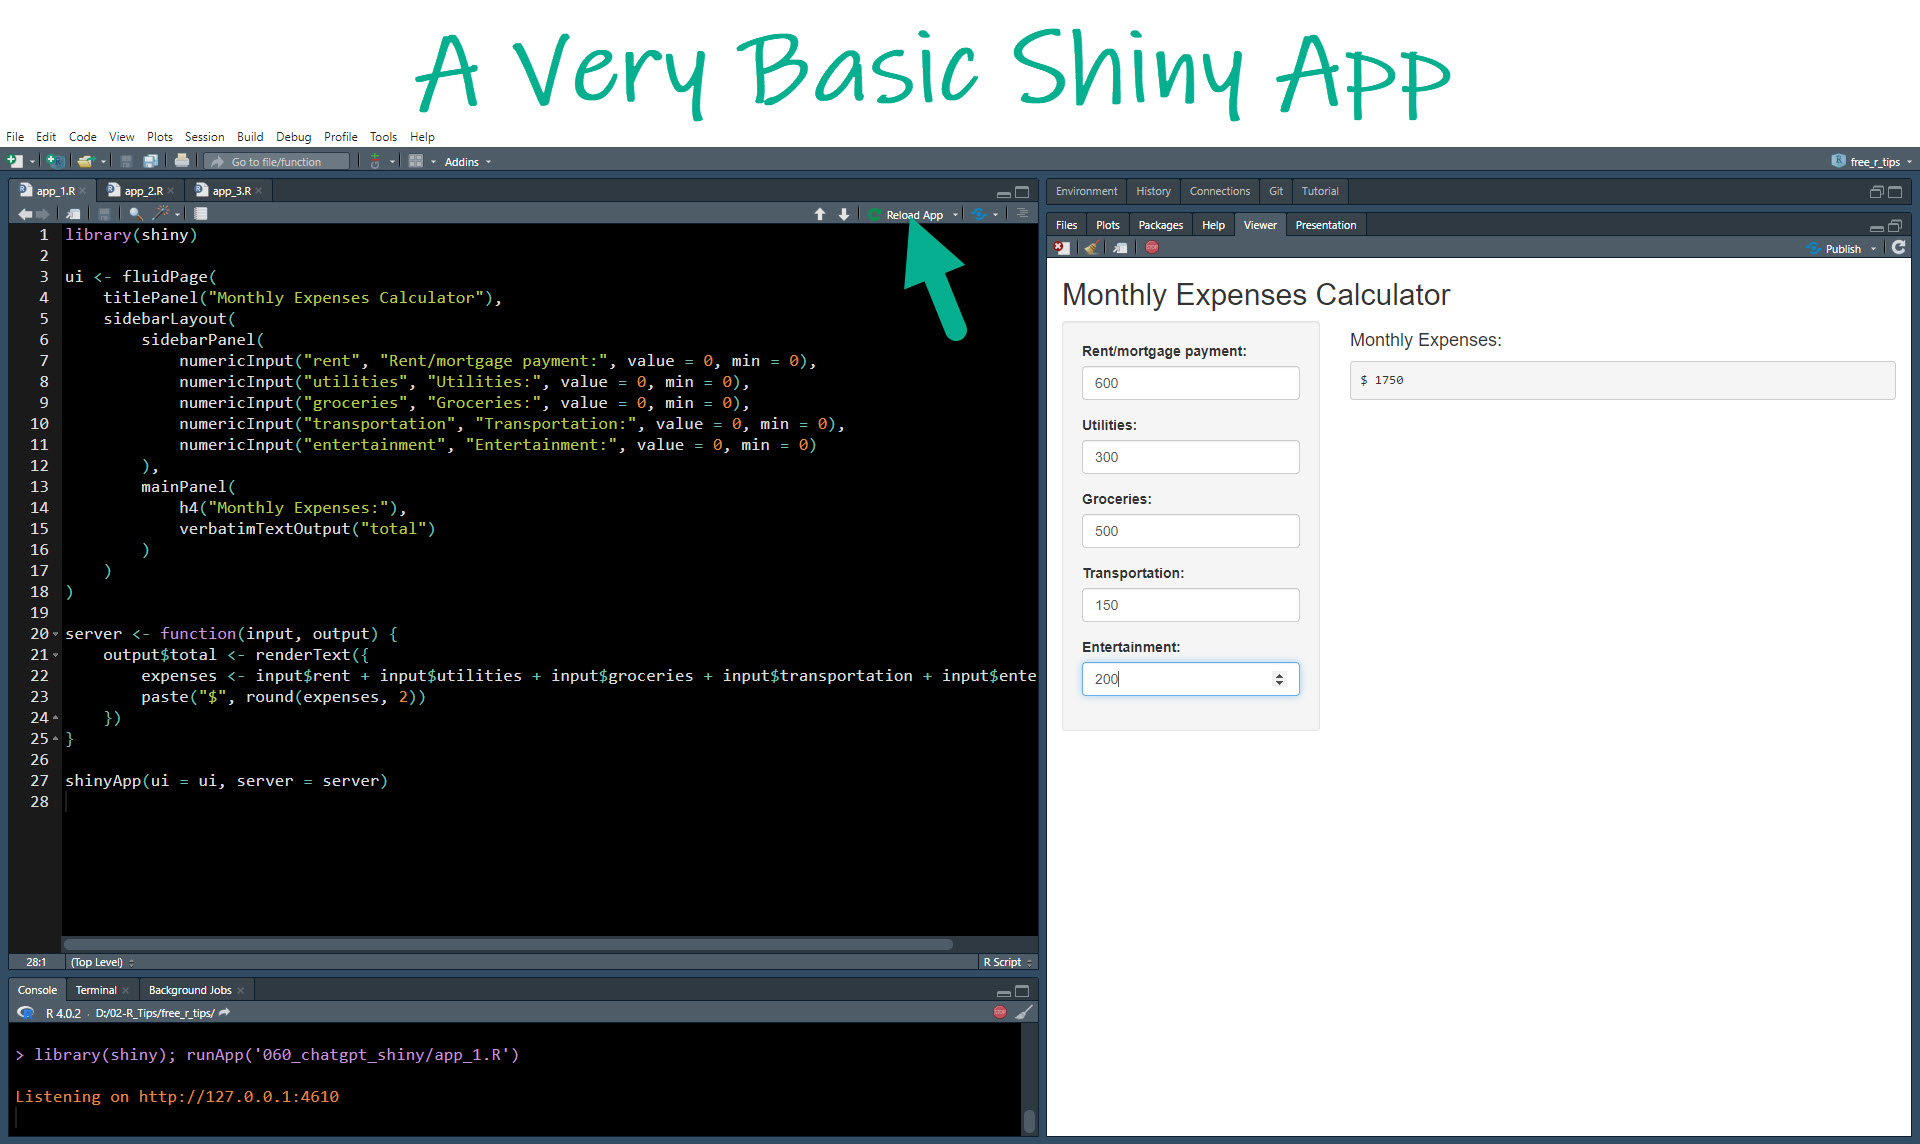 A Very Basic Shiny App
File Edit Code View Plots Session Build Debug Profile Tools Help
Go to file/function Addins free_r_tips
app_1.R app_2.R app_3.R
Reload App
1 library(shiny)
2
3 ui <- fluidPage(
4 titlePanel("Monthly Expenses Calculator"),
5 sidebarLayout(
6 sidebarPanel(
7 numericInput("rent", "Rent/mortgage payment:", value = 0, min = 0),
8 numericInput("utilities", "Utilities:", value = 0, min = 0),
9 numericInput("groceries", "Groceries:", value = 0, min = 0),
10 numericInput("transportation", "Transportation:", value = 0, min = 0),
11 numericInput("entertainment", "Entertainment:", value = 0, min = 0)
12 ),
13 mainPanel(
14 h4("Monthly Expenses:"),
15 verbatimTextOutput("total")
16 )
17 )
18 )
19
20 server <- function(input, output) {
21 output$total <- renderText({
22 expenses <- input$rent + input$utilities + input$groceries + input$transportation + input$ente
23 paste("$", round(expenses, 2))
24 })
25 }
26
27 shinyApp(ui = ui, server = server)
28
28:1 (Top Level) R Script
Console Terminal Background Jobs
R 4.0.2 · D:/02-R_Tips/free_r_tips/
> library(shiny); runApp('060_chatgpt_shiny/app_1.R')
Listening on http://127.0.0.1:4610
Environment History Connections Git Tutorial
Files Plots Packages Help Viewer Presentation
STOP Publish
Monthly Expenses Calculator
Rent/mortgage payment:
600
Utilities:
300
Groceries:
500
Transportation:
150
Entertainment:
200
Monthly Expenses:
$ 1750